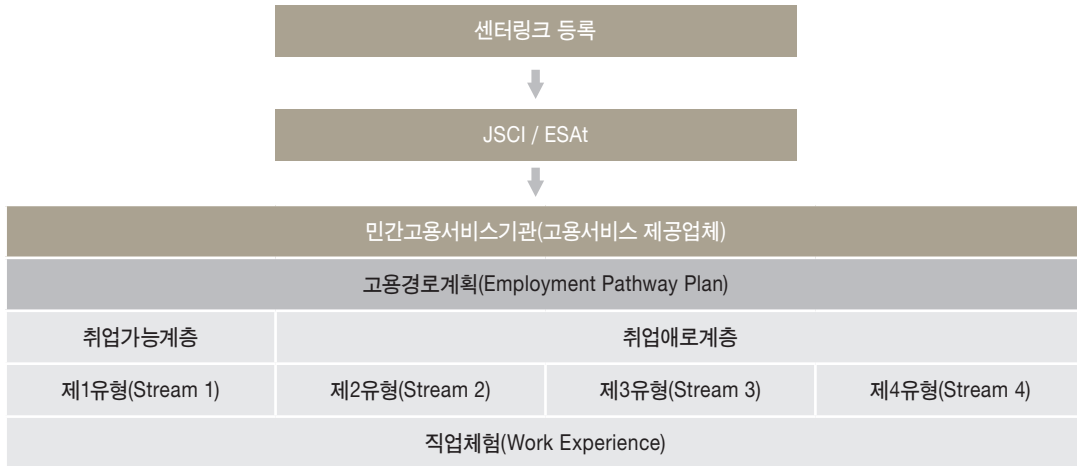 센터링크 등록
JSCI / ESAt
민간고용서비스기관(고용서비스 제공업체)
고용경로계획(Employment Pathway Plan)
취업가능계층 취업애로계층
제1유형(Stream 1) 제2유형(Stream 2) 제3유형(Stream 3) 제4유형(Stream 4)
직업체험(Work Experience)